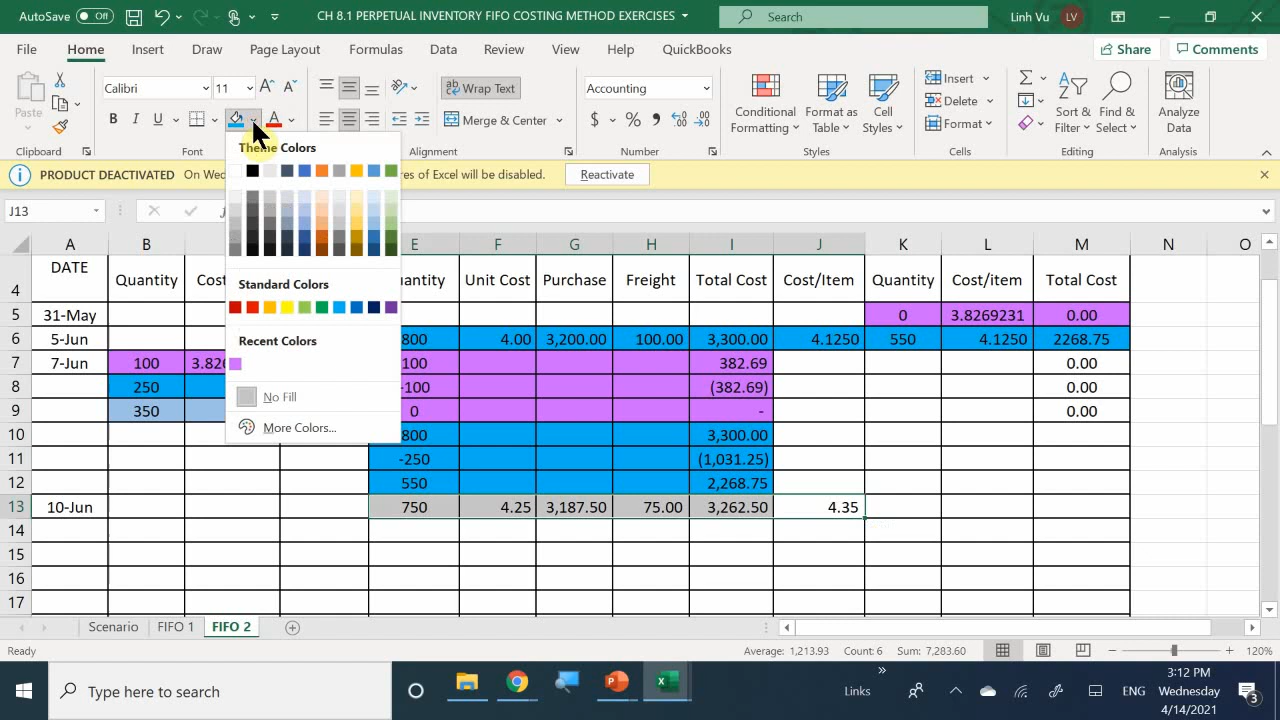 AutoSave Off CH 8.1 PERPETUAL INVENTORY FIFO COSTING METHOD EXERCISES Search Linh Vu LV
File Home Insert Draw Page Layout Formulas Data Review View Help QuickBooks Share Comments
Paste Calibri 11 Wrap Text Accounting Conditional Formatting Format as Table Cell Styles Insert Sort & Filter Find & Select Analyze Data
B I U A Merge & Center $ % Delete
Format
Clipboard Font Alignment Number Styles Cells Editing Analysis
PRODUCT DEACTIVATED On Wed res of Excel will be disabled. Reactivate
J13
Theme Colors
Standard Colors
Recent Colors
No Fill
More Colors...
A B E F G H I J K L M N O
4 DATE Quantity Cost uantity Unit Cost Purchase Freight Total Cost Cost/Item Quantity Cost/item Total Cost
5 31-May 0 3.8269231 0.00
6 5-Jun 800 4.00 3,200.00 100.00 3,300.00 4.1250 550 4.1250 2268.75
7 7-Jun 100 3.820 100 382.69 0.00
8 250 -100 (382.69) 0.00
9 350 0 - 0.00
10 800 3,300.00
11 -250 (1,031.25)
12 550 2,268.75
13 10-Jun 750 4.25 3,187.50 75.00 3,262.50 4.35
14
15
16
17
Scenario FIFO 1 FIFO 2
Ready Average: 1,213.93 Count: 6 Sum: 7,283.60 120%
Type here to search Links ENG 3:12 PM
Wednesday
4/14/2021
3